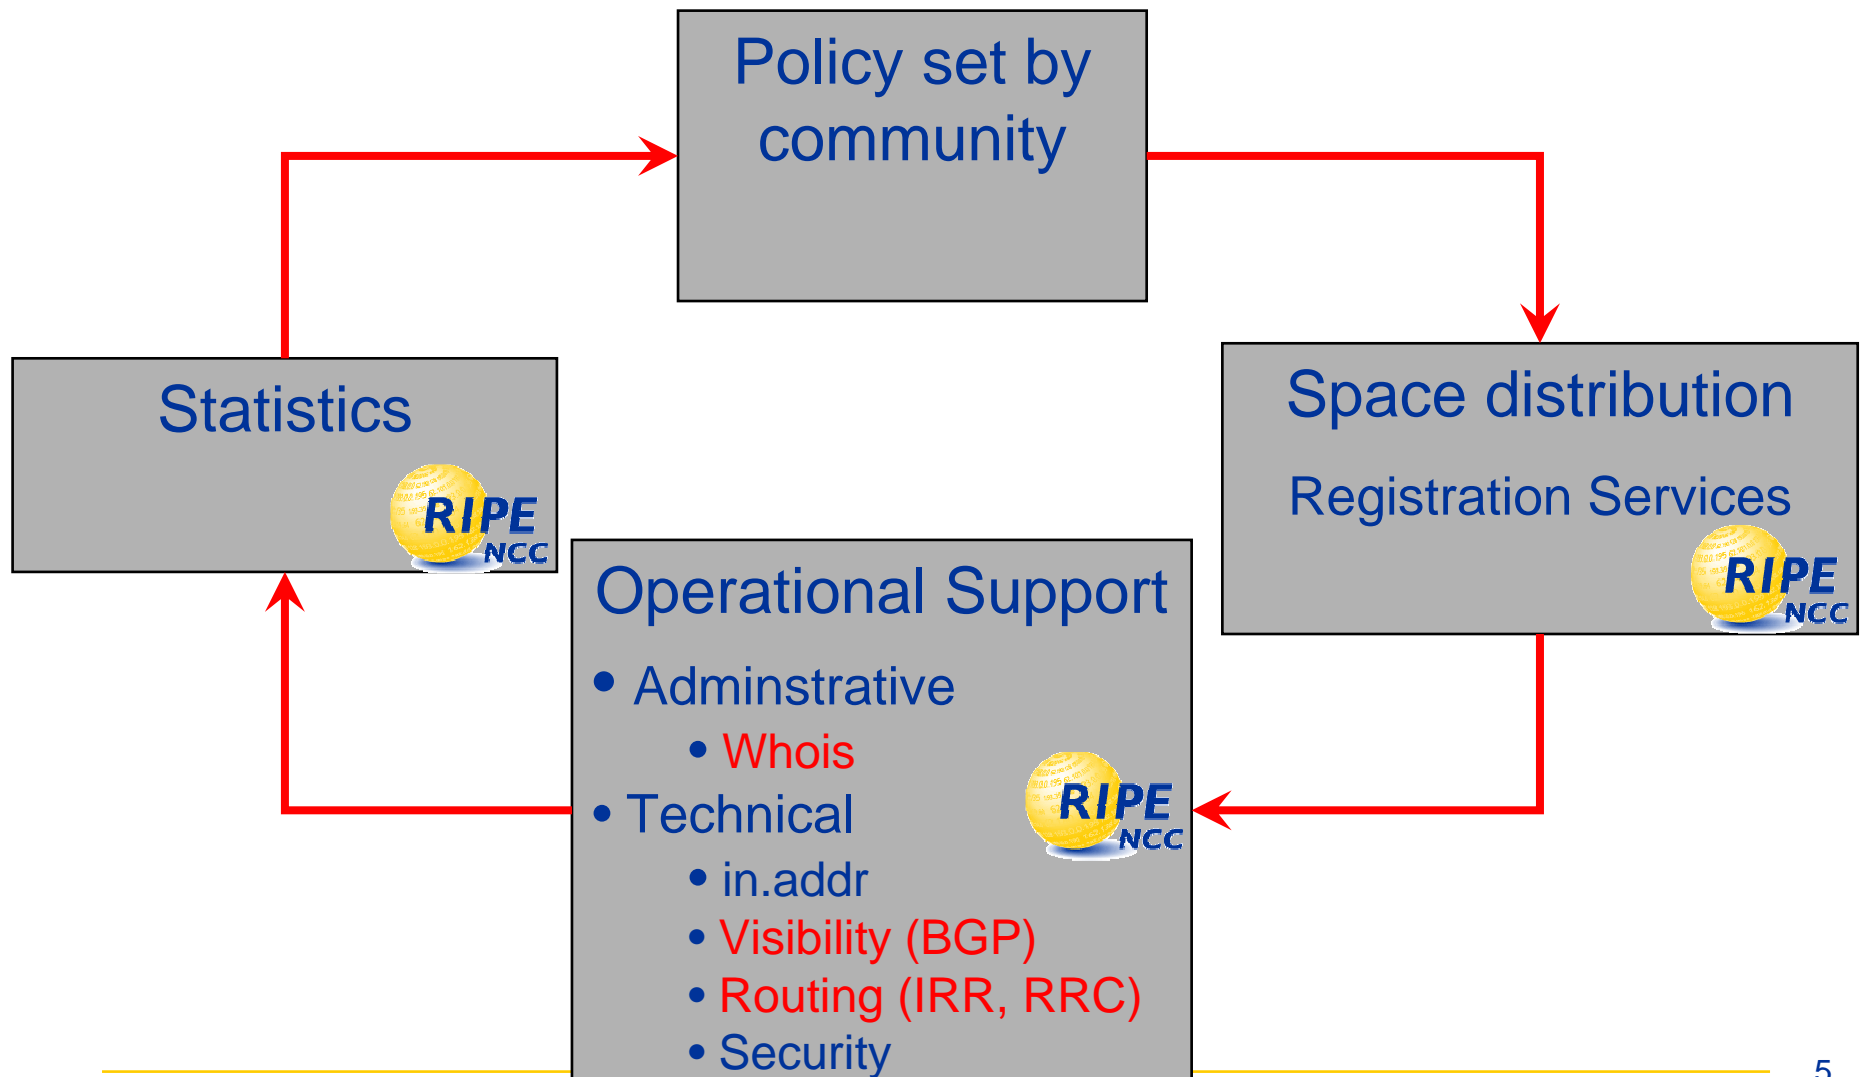 Policy set by
community
Statistics
RIPE
NCC
Space distribution
Registration Services
RIPE
NCC
Operational Support
• Adminstrative
• Whois
• Technical
RIPE
NCC
• in.addr
• Visibility (BGP)
• Routing (IRR, RRC)
• Security
5